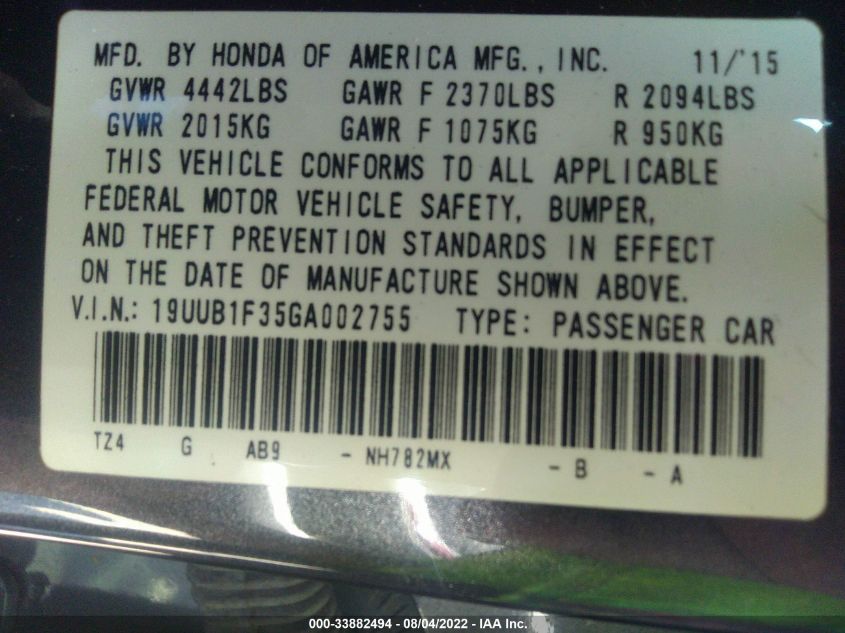 MFD. BY HONDA OF AMERICA MFG., INC. 11/'15
GVWR 4442LBS GAWR F 2370LBS R 2094LBS
GVWR 2015KG GAWR F 1075KG R 950KG
THIS VEHICLE CONFORMS TO ALL APPLICABLE
FEDERAL MOTOR VEHICLE SAFETY, BUMPER,
AND THEFT PREVENTION STANDARDS IN EFFECT
ON THE DATE OF MANUFACTURE SHOWN ABOVE.
V.I.N.: 19UUB1F35GA002755 TYPE: PASSENGER CAR
TZ4 G AB9 - NH782MX - B - A
000-33882494 - 08/04/2022 - IAA Inc.